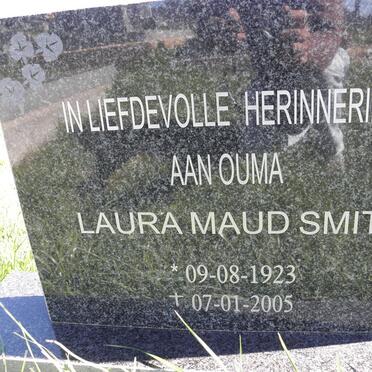 IN LIEFDEVOLLE HERINNERI
AAN OUMA
LAURA MAUD SMIT
* 09-08-1923
† 07-01-2005